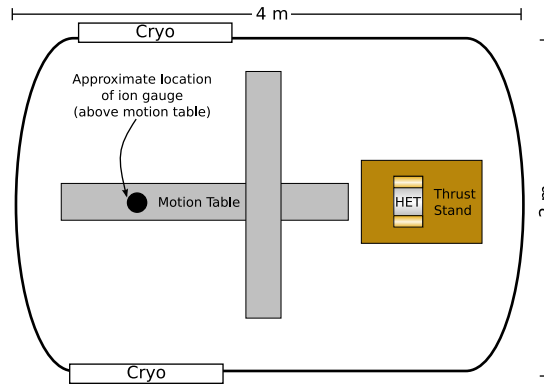 4 m
Cryo
Approximate location
of ion gauge
(above motion table)
Motion Table
HET
Thrust
Stand
Cryo